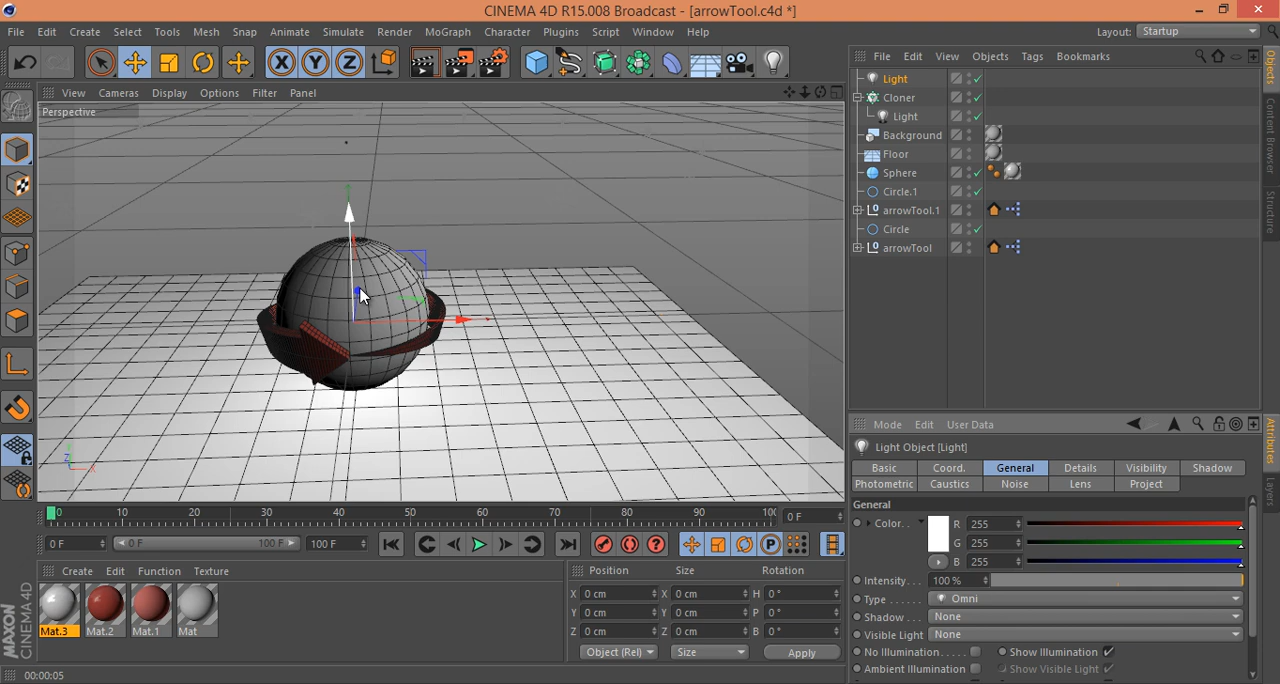 CINEMA 4D R15.008 Broadcast - [arrowTool.c4d *]
File Edit Create Select Tools Mesh Snap Animate Simulate Render MoGraph Character Plugins Script Window Help Layout: Startup
X Y Z
File Edit View Objects Tags Bookmarks
View Cameras Display Options Filter Panel
Perspective
Light
Cloner
Light
Background
Floor
Sphere
Circle.1
arrowTool.1
Circle
arrowTool
Objects
Content Browser
Structure
Mode Edit User Data
Light Object [Light]
Basic Coord. General Details Visibility Shadow
Photometric Caustics Noise Lens Project
General
Color. . R 255
G 255
B 255
Intensity. . . 100 %
Type . . . . . . Omni
Shadow . . . . None
Visible Light None
No Illumination. . . . . Show Illumination
Ambient Illumination Show Visible Light
Attributes
Layers
0 10 20 30 40 50 60 70 80 90 10( 0 F
0 F 0 F 100 F 100 F
Create Edit Function Texture
Mat.3 Mat.2 Mat.1 Mat
Position Size Rotation
X 0 cm X 0 cm H 0 °
Y 0 cm Y 0 cm P 0 °
Z 0 cm Z 0 cm B 0 °
Object (Rel) Size Apply
MAXON
CINEMA 4D
00:00:05